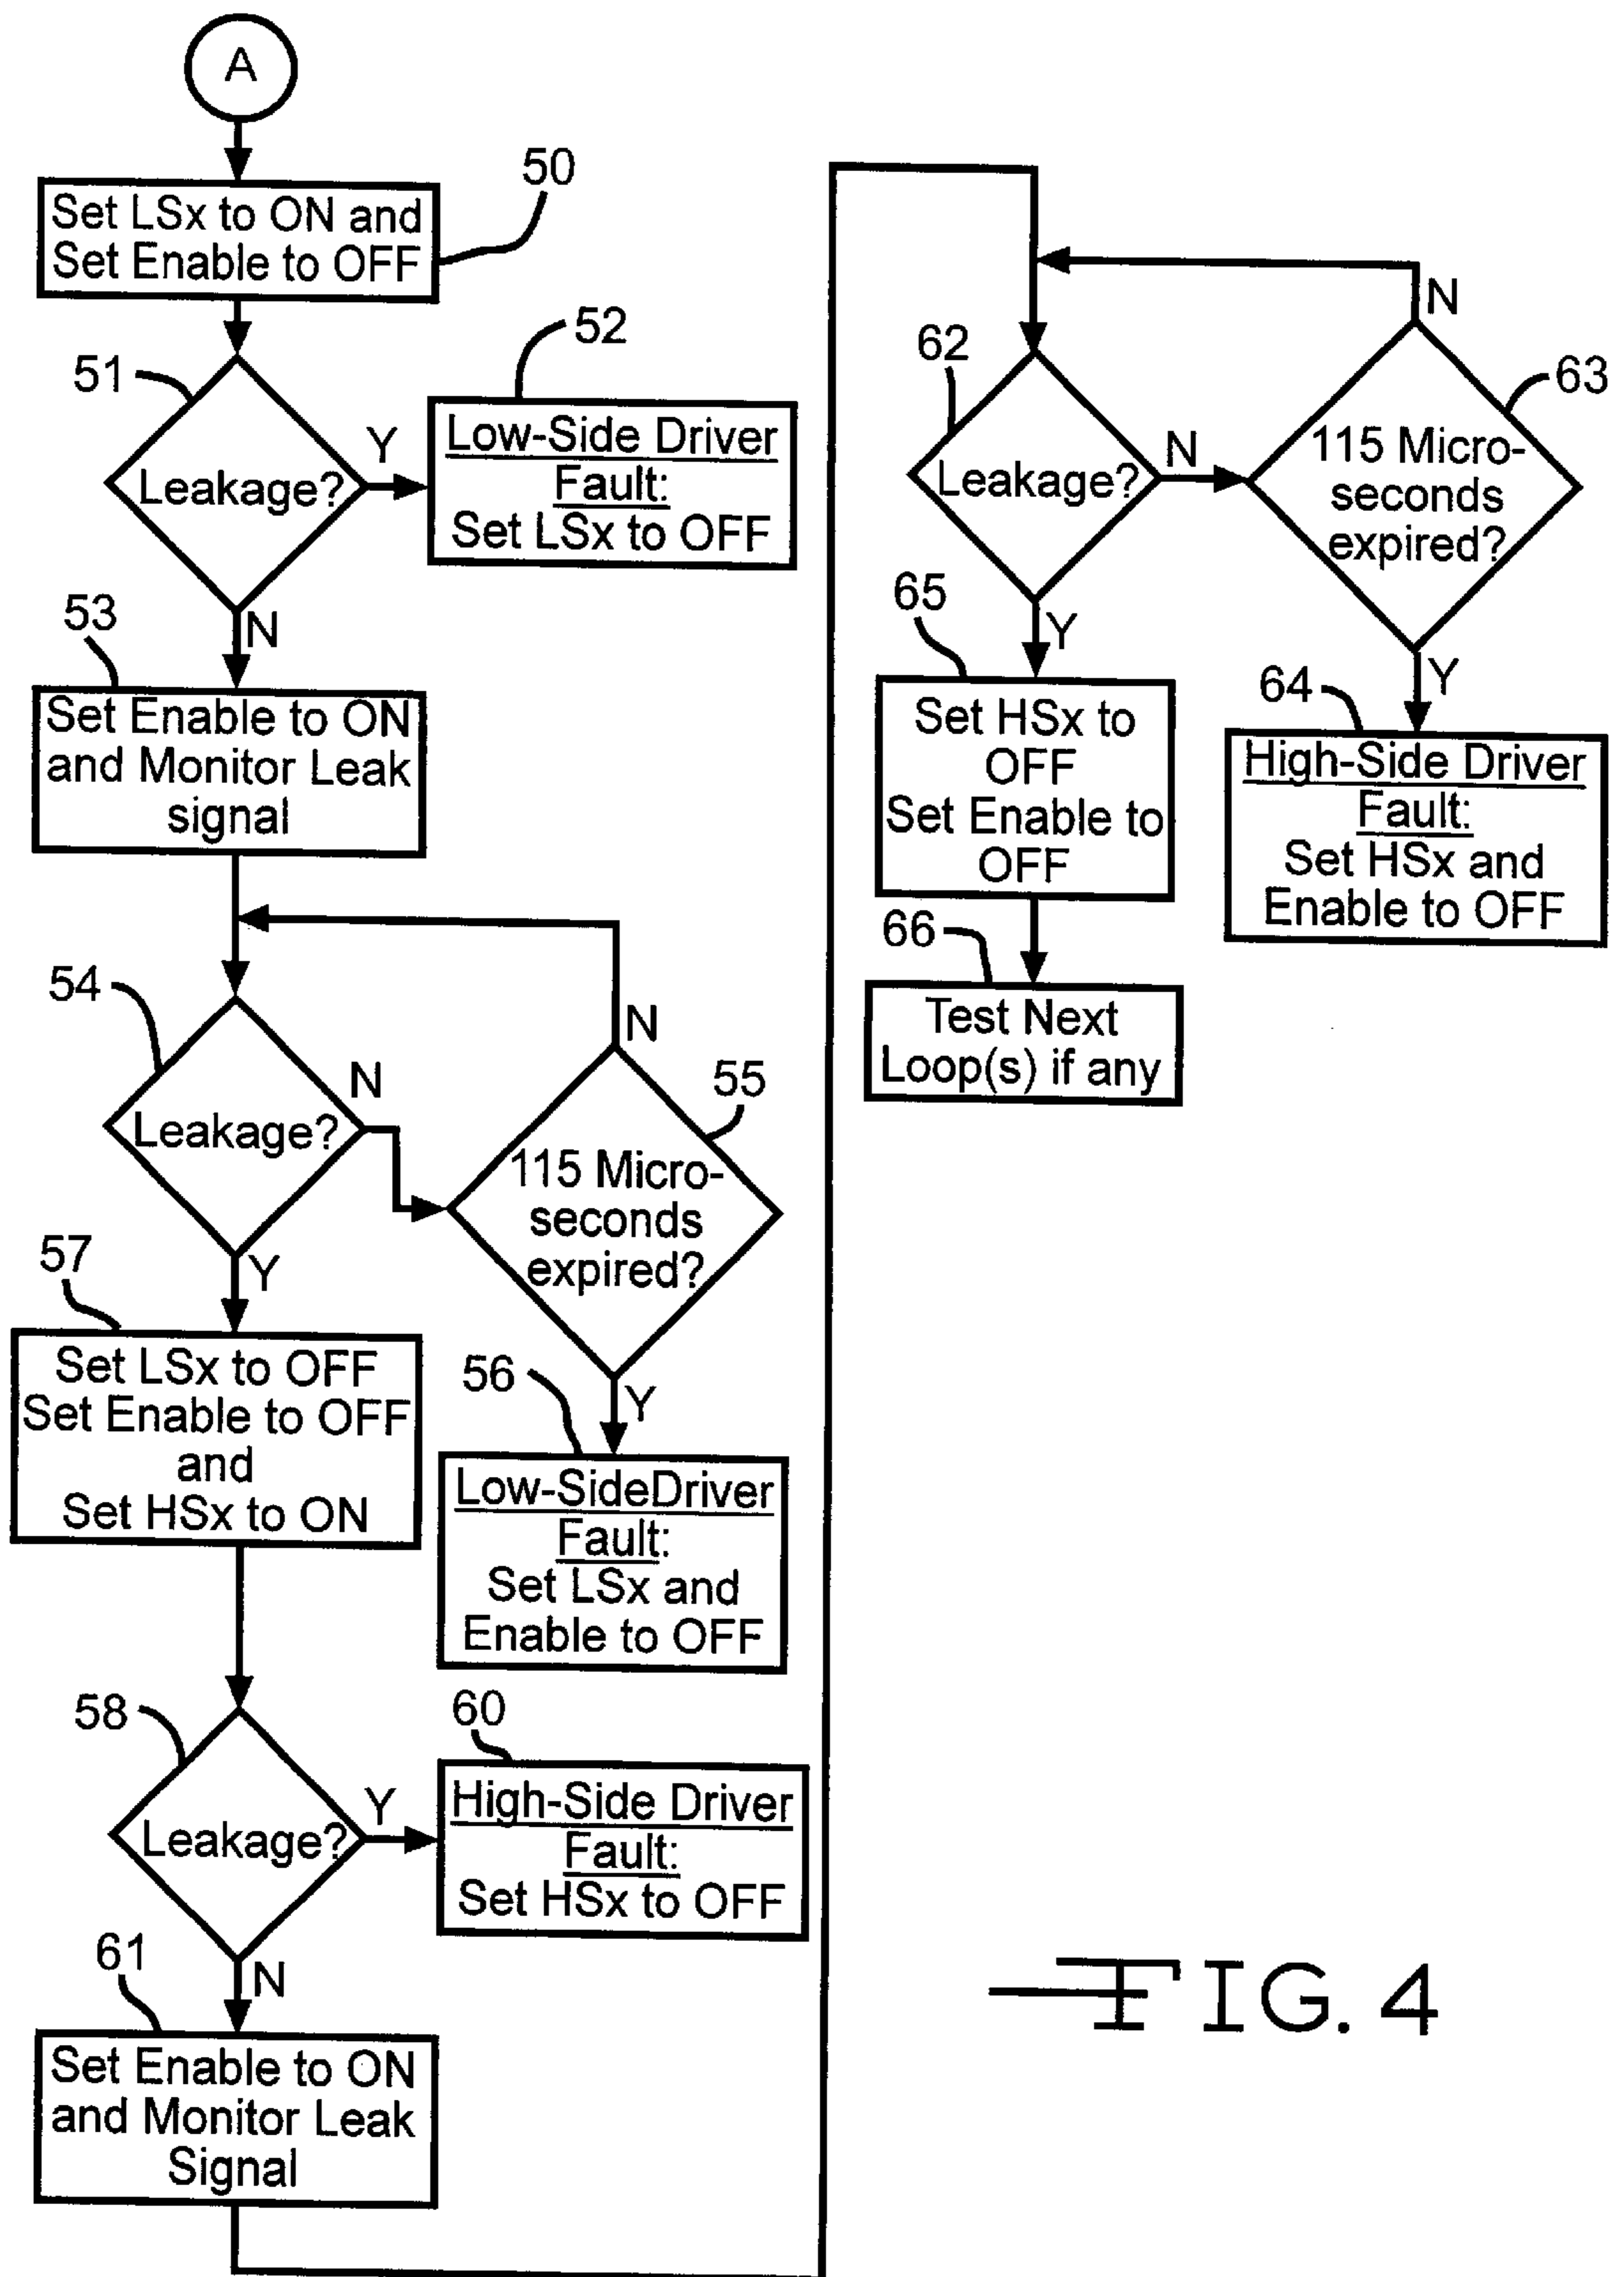 A
50
Set LSx to ON and
Set Enable to OFF
51
Leakage?
Y
N
52
Low-Side Driver
Fault:
Set LSx to OFF
53
Set Enable to ON
and Monitor Leak
signal
54
Leakage?
N
Y
55
N
115 Micro-
seconds
expired?
Y
56
Low-SideDriver
Fault:
Set LSx and
Enable to OFF
57
Set LSx to OFF
Set Enable to OFF
and
Set HSx to ON
58
Leakage?
Y
N
60
High-Side Driver
Fault:
Set HSx to OFF
61
Set Enable to ON
and Monitor Leak
Signal
62
Leakage?
N
Y
63
N
115 Micro-
seconds
expired?
Y
64
High-Side Driver
Fault:
Set HSx and
Enable to OFF
65
Set HSx to
OFF
Set Enable to
OFF
66
Test Next
Loop(s) if any
FIG. 4